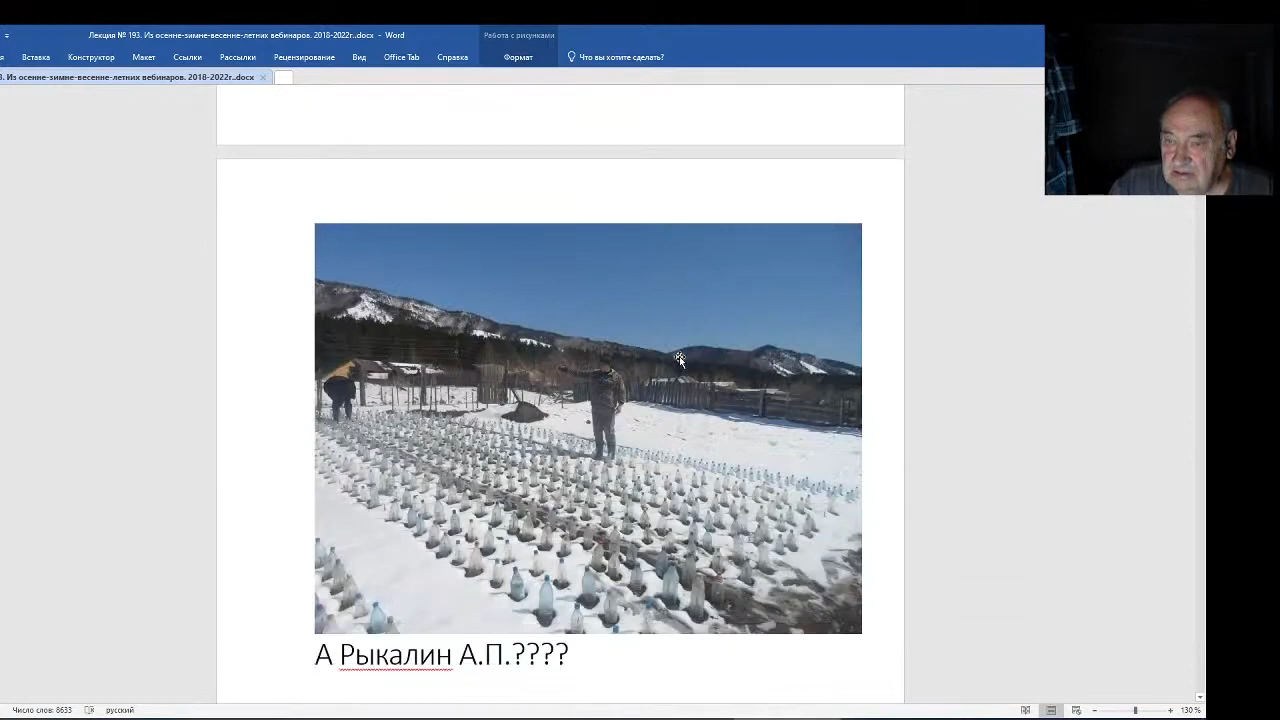 Лекция № 193. Из осенне-зимне-весенне-летних вебинаров. 2018-2022г..docx - Word
Работа с рисунками
Вставка Конструктор Макет Ссылки Рассылки Рецензирование Вид Office Tab Справка Формат Что вы хотите сделать?
3. Из осенне-зимне-весенне-летних вебинаров. 2018-2022г..docx
А Рыкалин А.П.????
Число слов: 8633 русский 130 %